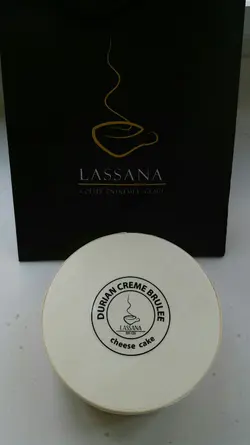 LASSANA
DURIAN CREME BRULEE
LASSANA
cheese cake